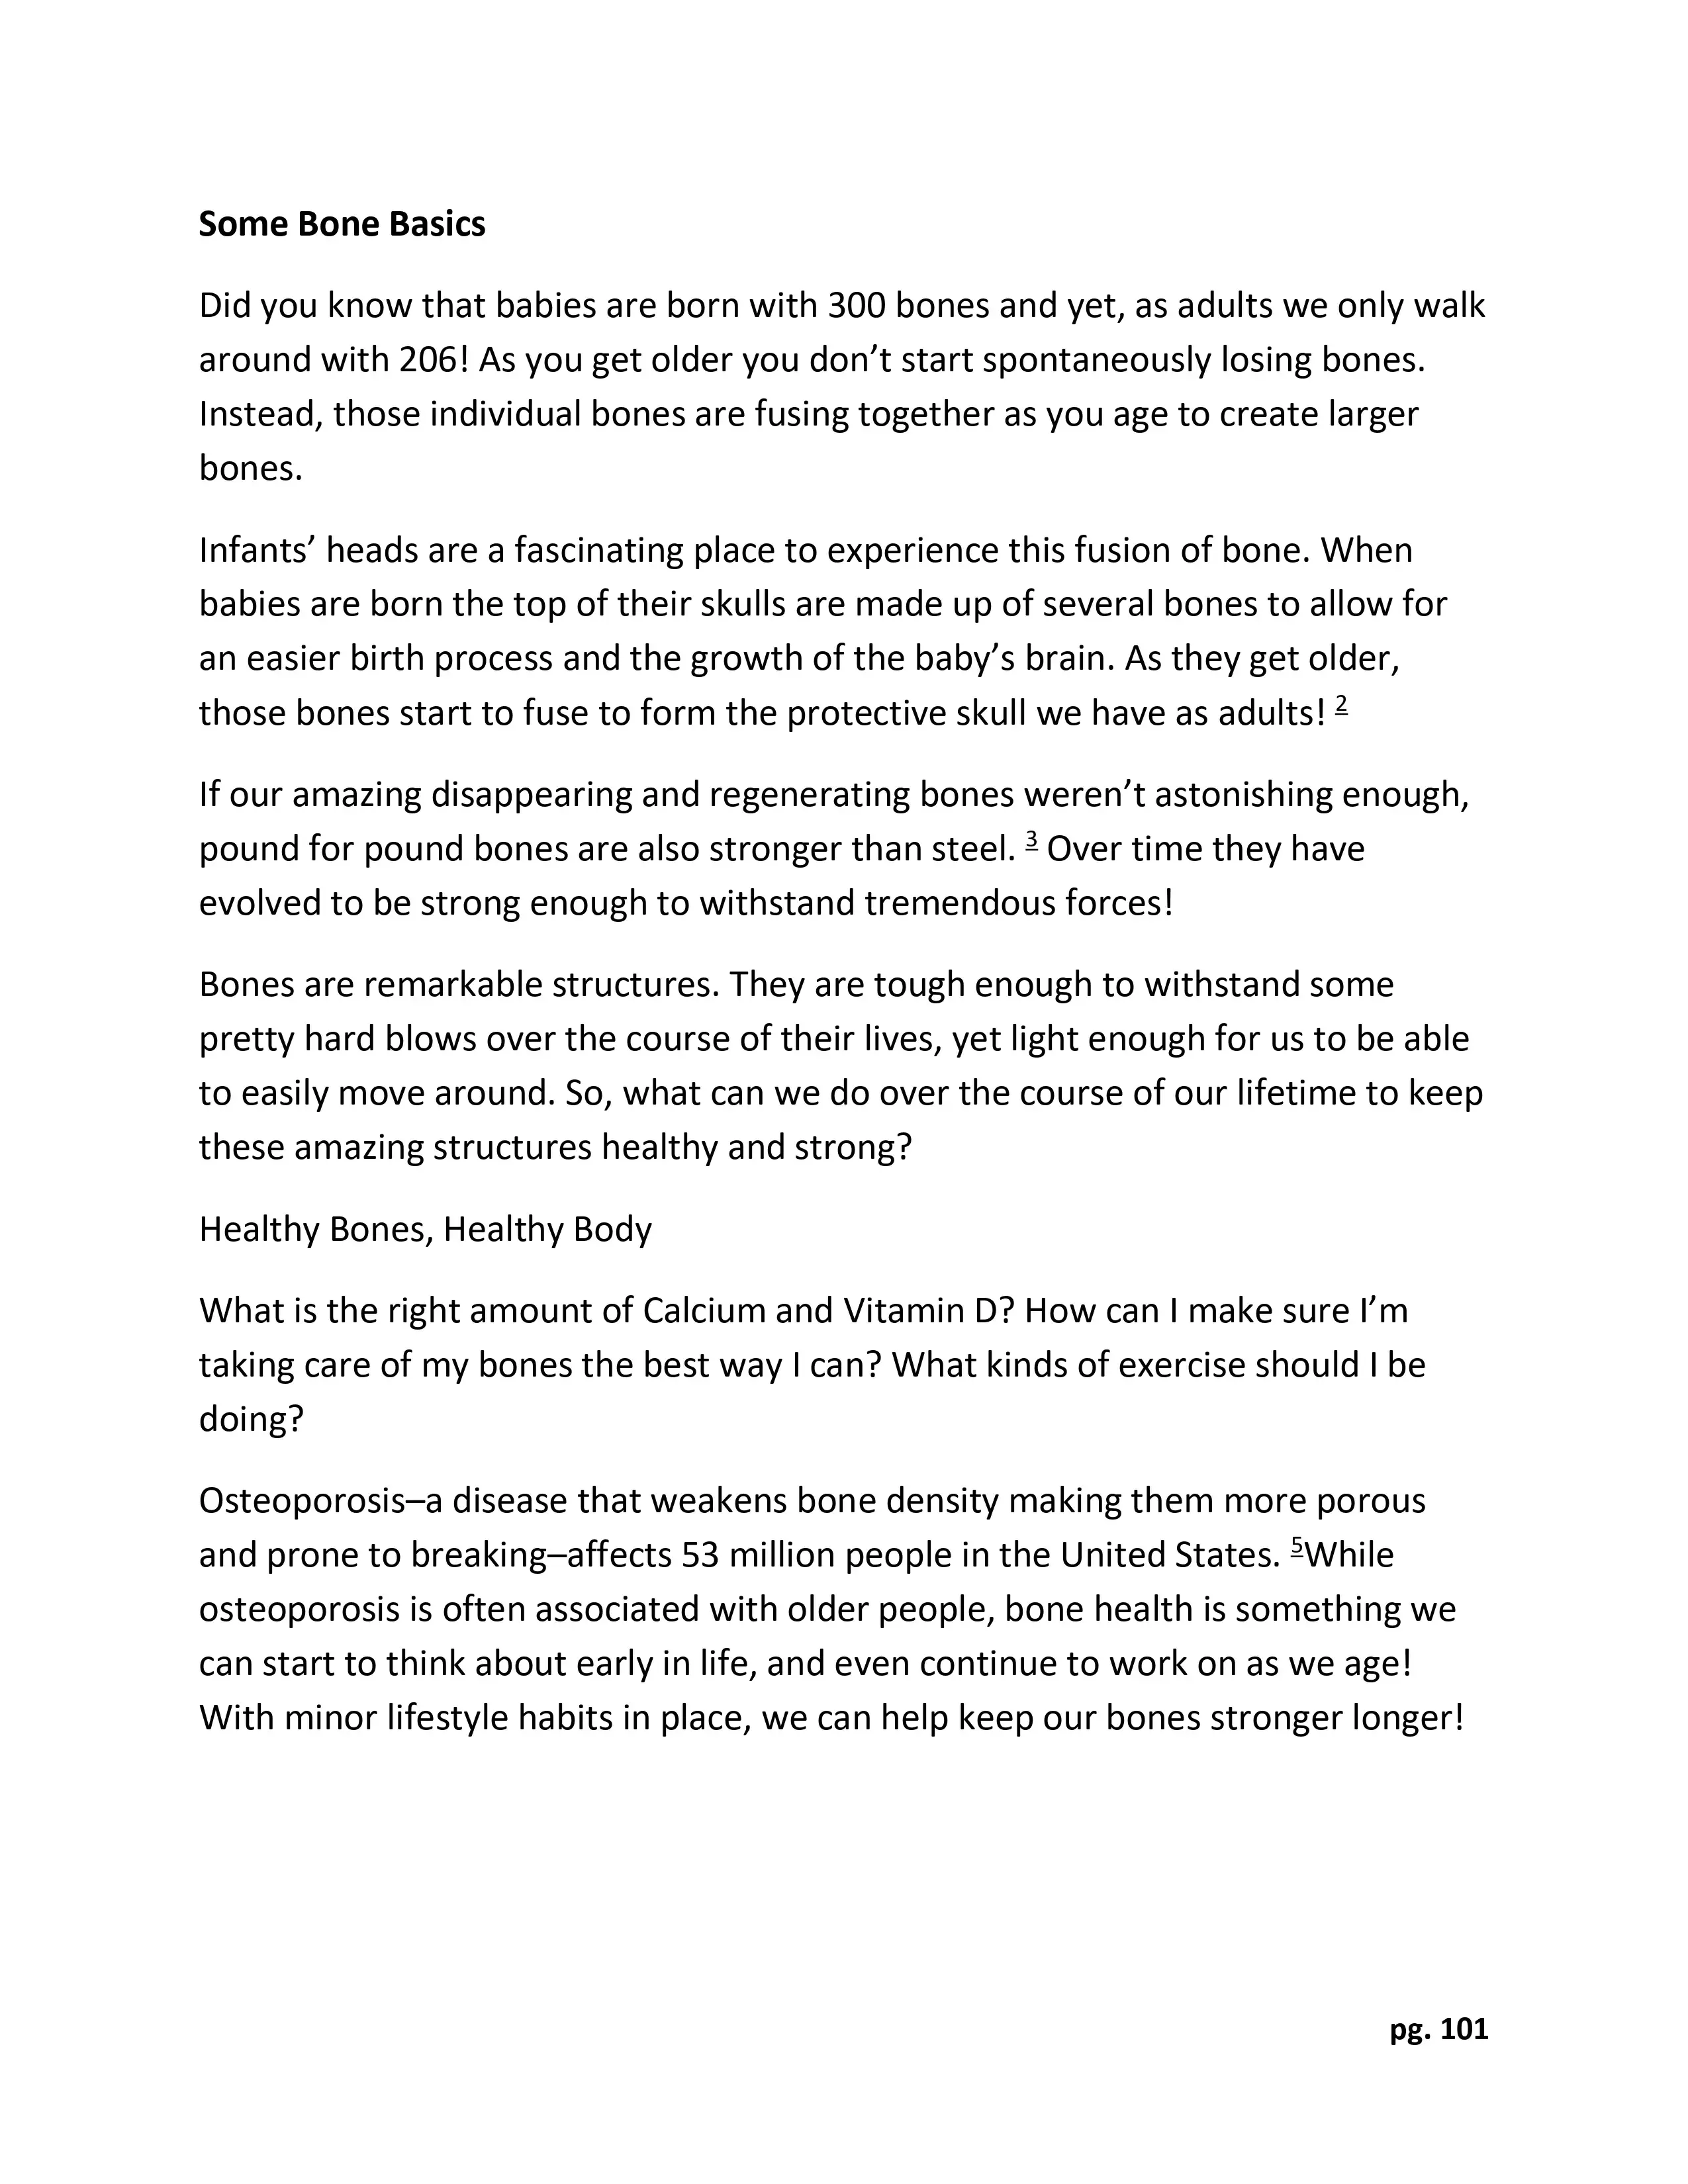 Some Bone Basics
Did you know that babies are born with 300 bones and yet, as adults we only walk
around with 206! As you get older you don’t start spontaneously losing bones.
Instead, those individual bones are fusing together as you age to create larger
bones.
Infants’ heads are a fascinating place to experience this fusion of bone. When
babies are born the top of their skulls are made up of several bones to allow for
an easier birth process and the growth of the baby’s brain. As they get older,
those bones start to fuse to form the protective skull we have as adults! 2
If our amazing disappearing and regenerating bones weren’t astonishing enough,
pound for pound bones are also stronger than steel. 3 Over time they have
evolved to be strong enough to withstand tremendous forces!
Bones are remarkable structures. They are tough enough to withstand some
pretty hard blows over the course of their lives, yet light enough for us to be able
to easily move around. So, what can we do over the course of our lifetime to keep
these amazing structures healthy and strong?
Healthy Bones, Healthy Body
What is the right amount of Calcium and Vitamin D? How can I make sure I’m
taking care of my bones the best way I can? What kinds of exercise should I be
doing?
Osteoporosis–a disease that weakens bone density making them more porous
and prone to breaking–affects 53 million people in the United States. 5While
osteoporosis is often associated with older people, bone health is something we
can start to think about early in life, and even continue to work on as we age!
With minor lifestyle habits in place, we can help keep our bones stronger longer!
pg. 101